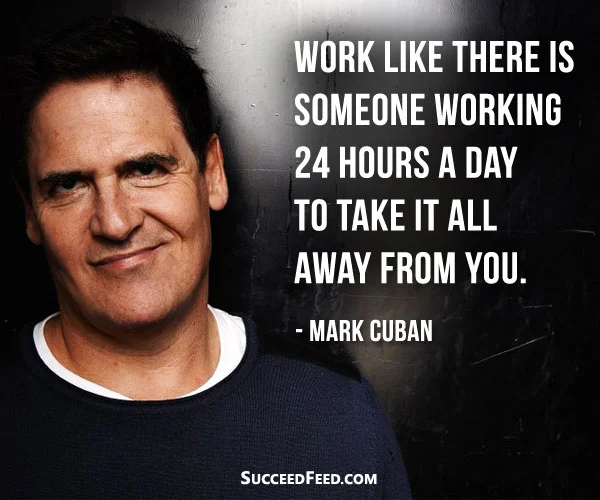 WORK LIKE THERE IS
SOMEONE WORKING
24 HOURS A DAY
TO TAKE IT ALL
AWAY FROM YOU.
- MARK CUBAN
SUCCEEDFEED.COM